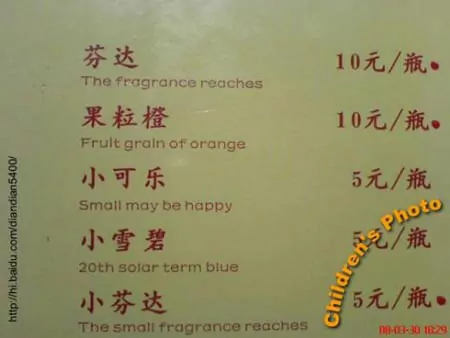 芬达 10元/瓶
The fragrance reaches
果粒橙 10元/瓶
Fruit grain of orange
小可乐 5元/瓶
Small may be happy
小雪碧 5元/瓶
20th solar term blue
小芬达 5元/瓶
The small fragrance reaches
http://hi.baidu.com/diandian5400/
Children's Photo
08-03-30 18:29